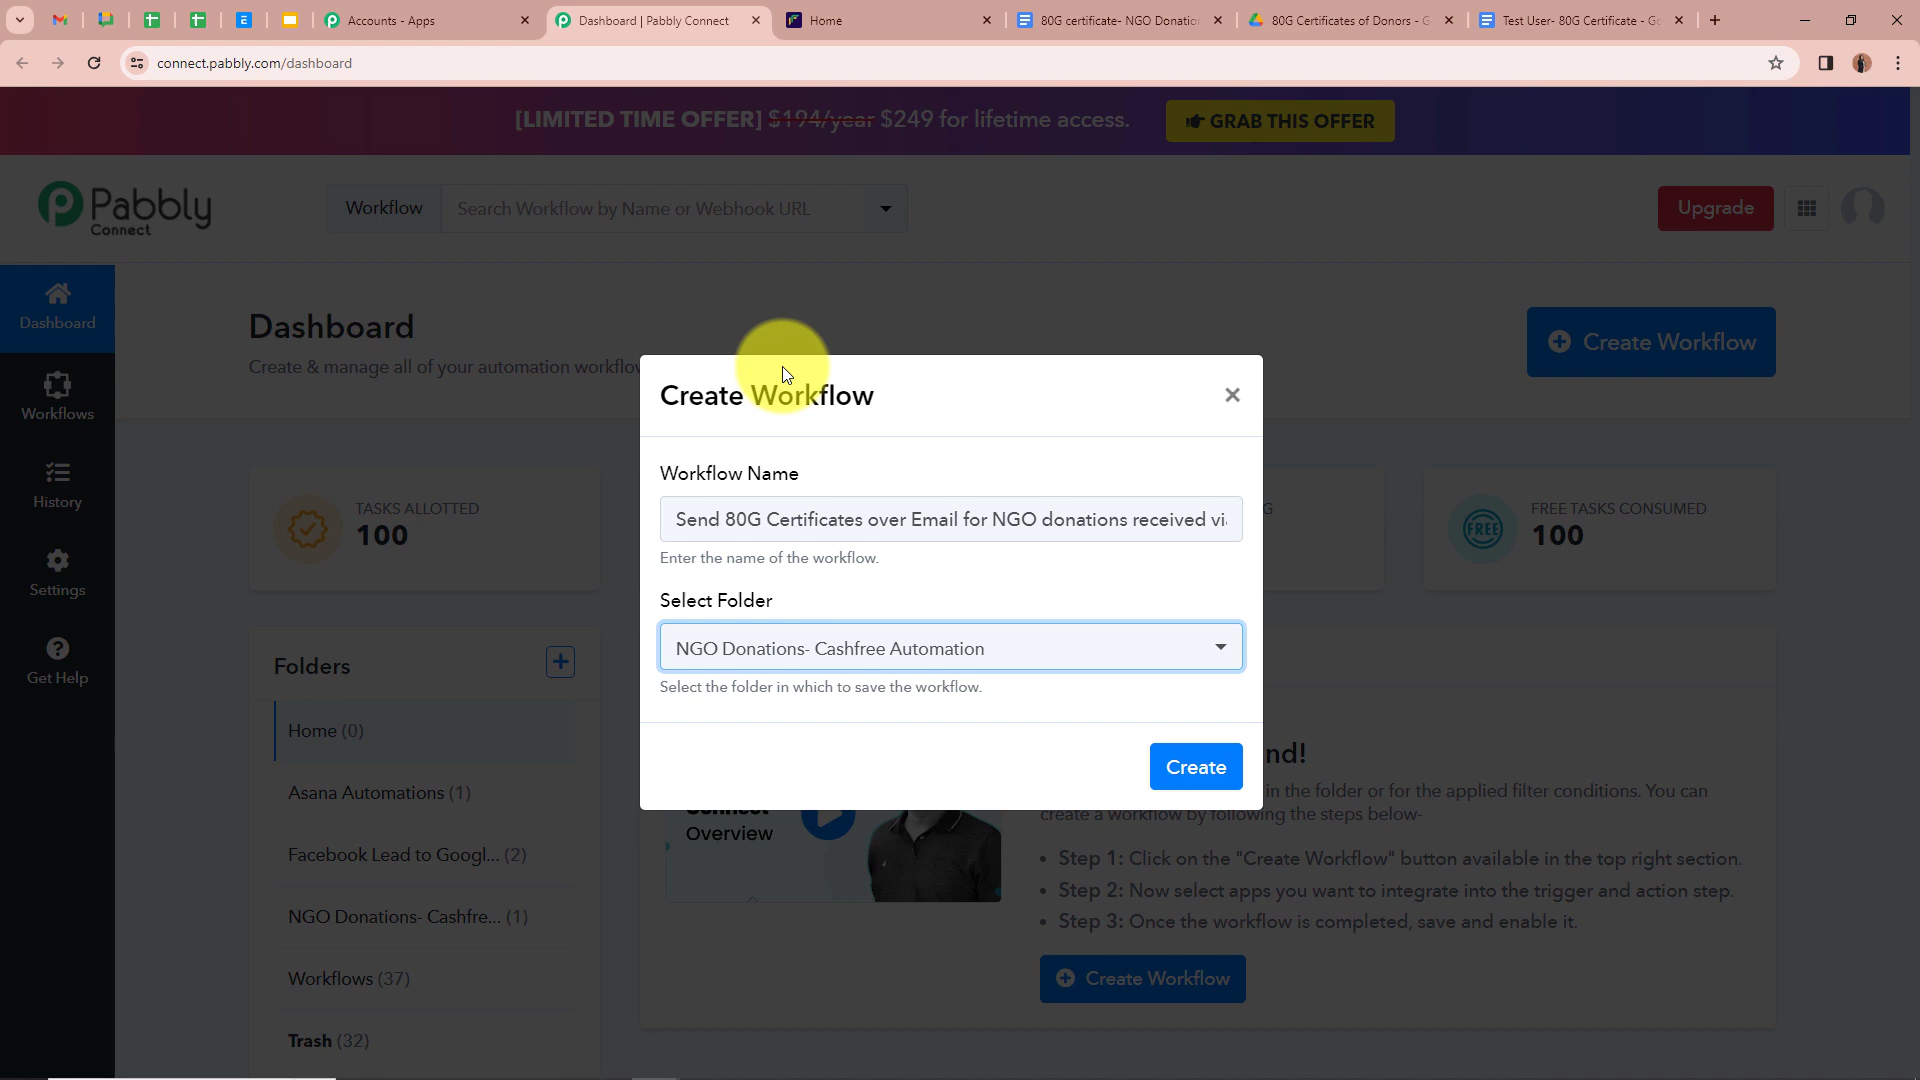 Accounts - Apps
Dashboard | Pabbly Connect
Home
80G certificate- NGO Donation
80G Certificates of Donors - G
Test User- 80G Certificate - Go
connect.pabbly.com/dashboard
[LIMITED TIME OFFER] $194/year $249 for lifetime access.
GRAB THIS OFFER
Pabbly
Connect
Workflow
Search Workflow by Name or Webhook URL
Upgrade
Dashboard
Workflows
History
Settings
Get Help
Dashboard
Create & manage all of your automation workflo
Create Workflow
TASKS ALLOTTED
100
G
FREE
FREE TASKS CONSUMED
100
Create Workflow
Workflow Name
Send 80G Certificates over Email for NGO donations received vi
Enter the name of the workflow.
Select Folder
NGO Donations- Cashfree Automation
Select the folder in which to save the workflow.
Create
Folders
Home (0)
Asana Automations (1)
Facebook Lead to Googl... (2)
NGO Donations- Cashfre... (1)
Workflows (37)
Trash (32)
Connect
Overview
nd!
in the folder or for the applied filter conditions. You can
create a workflow by following the steps below-
• Step 1: Click on the "Create Workflow" button available in the top right section.
• Step 2: Now select apps you want to integrate into the trigger and action step.
• Step 3: Once the workflow is completed, save and enable it.
Create Workflow